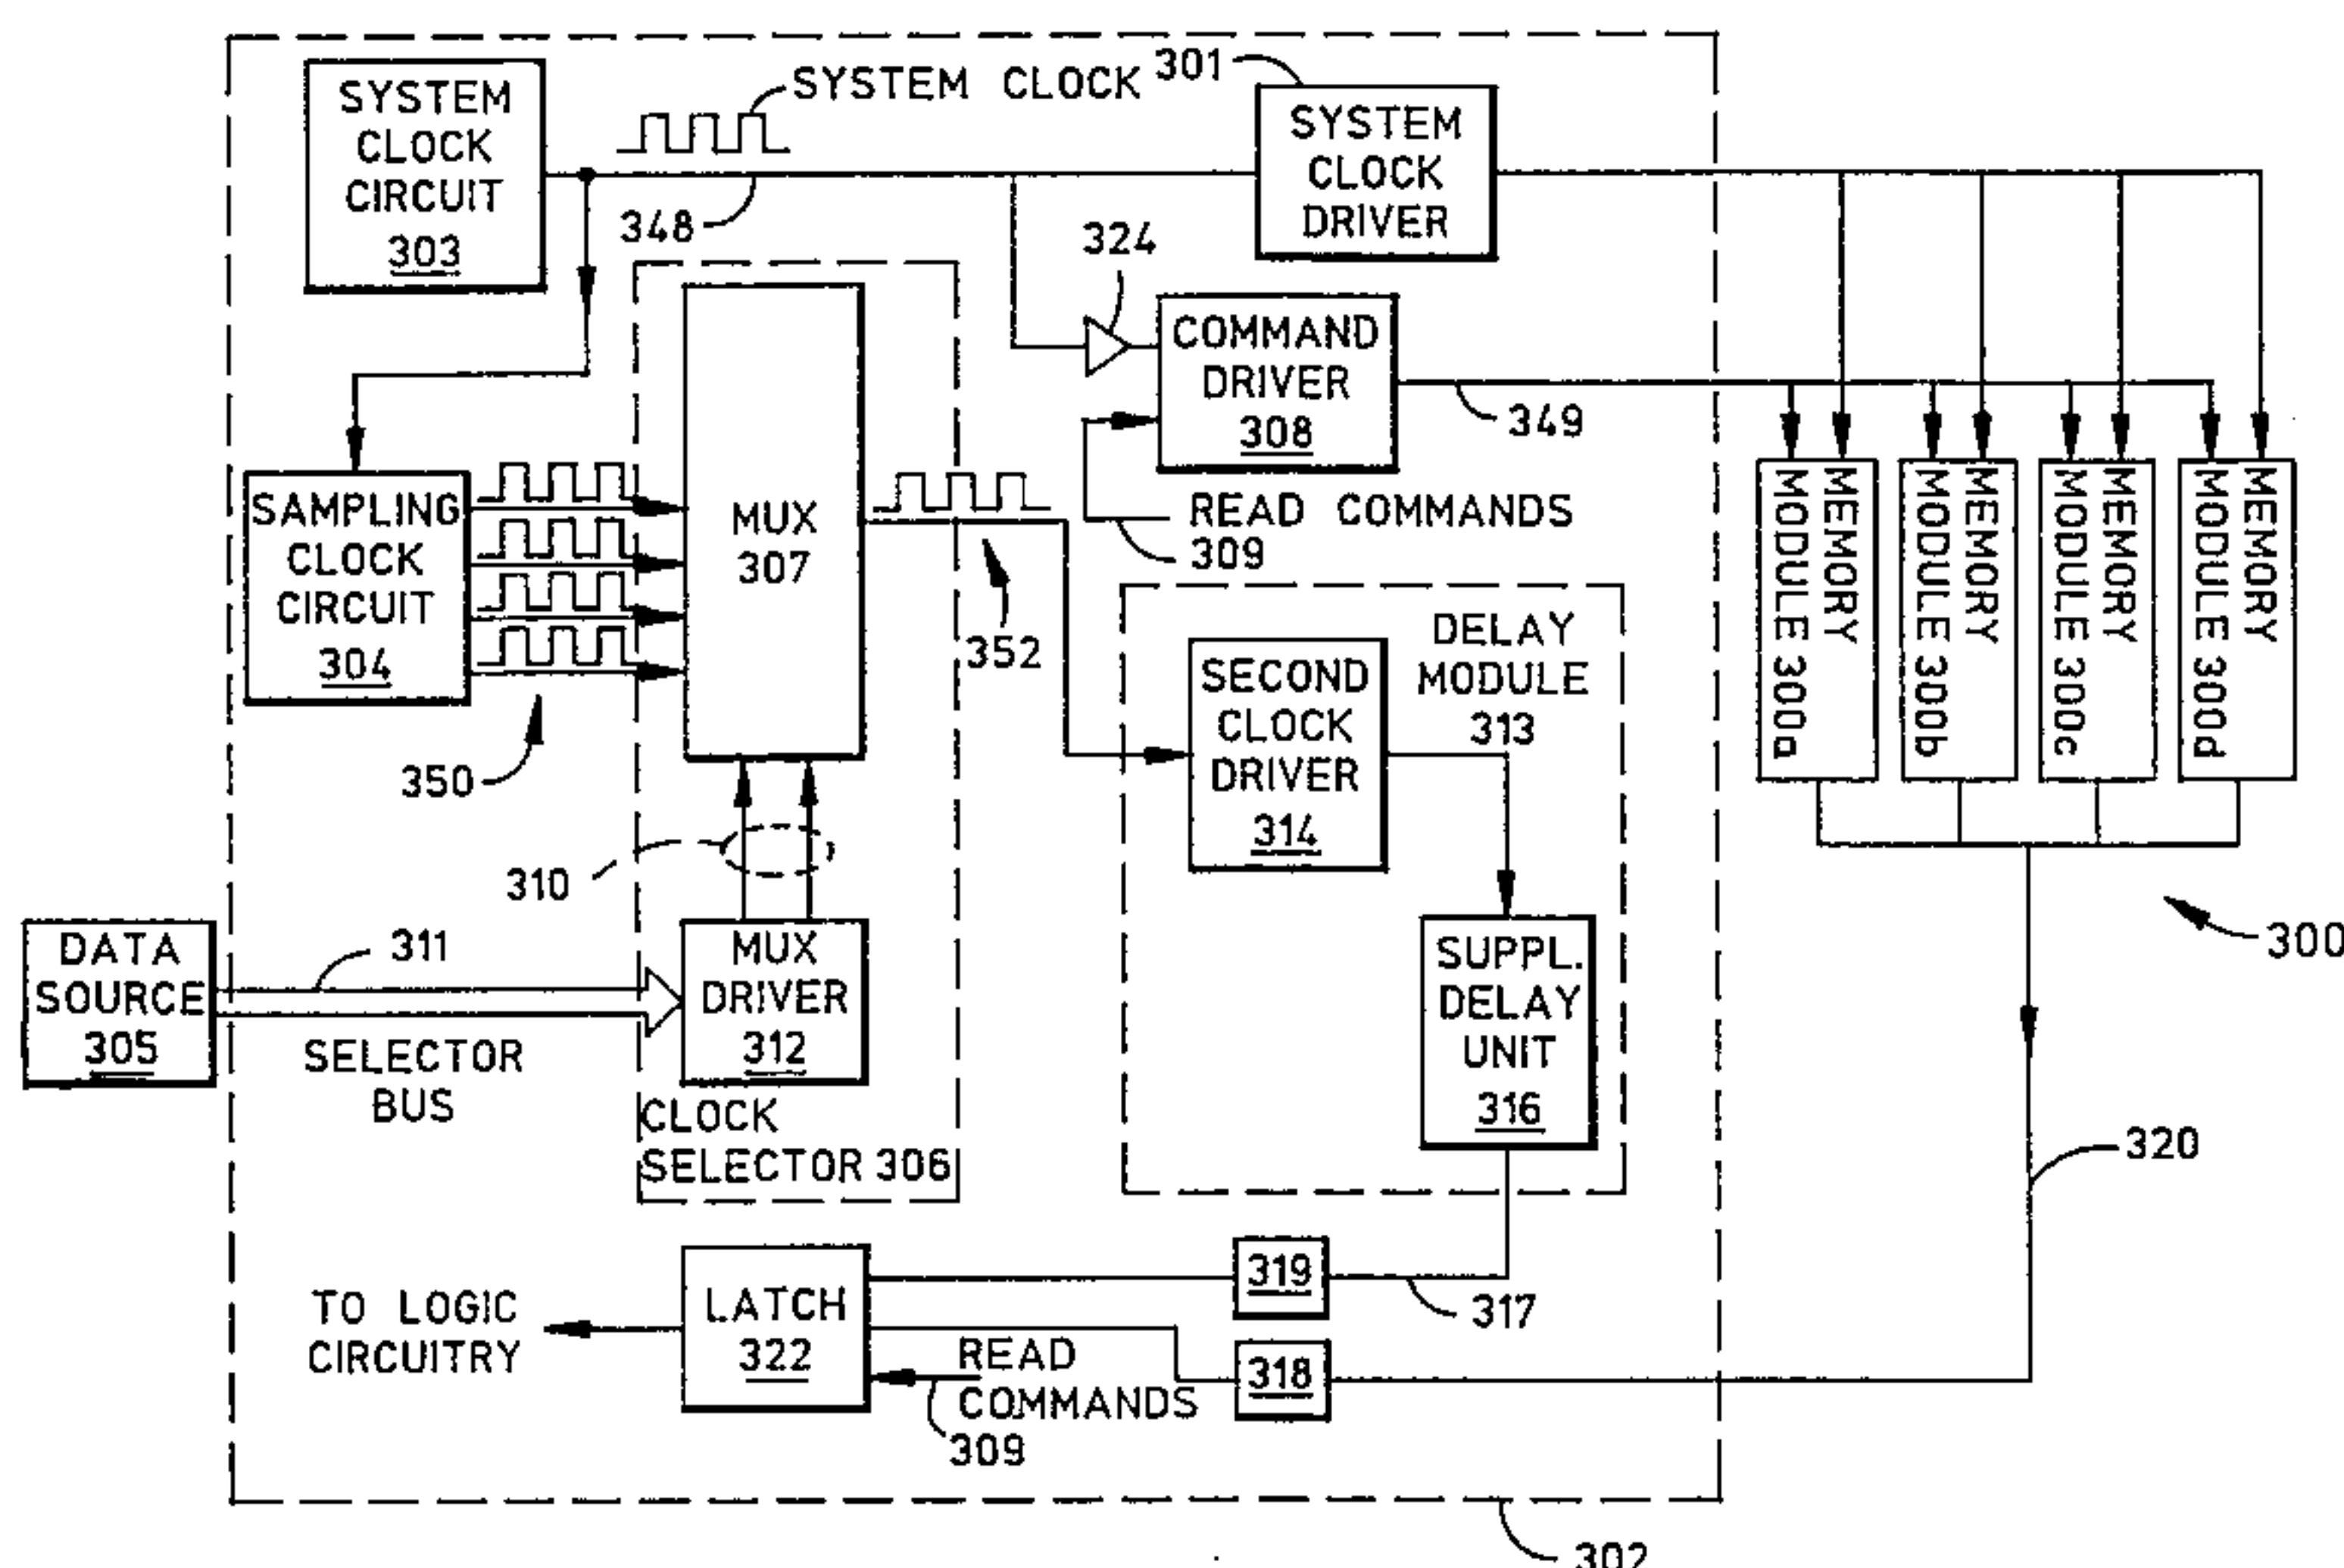 SYSTEM
CLOCK
CIRCUIT
303
SYSTEM CLOCK
301
SYSTEM
CLOCK
DRIVER
348
324
COMMAND
DRIVER
308
349
READ COMMANDS
309
SAMPLING
CLOCK
CIRCUIT
304
350
MUX
307
352
MEMORY
MODULE 300a
MEMORY
MODULE 300b
MEMORY
MODULE 300c
MEMORY
MODULE 300d
300
DELAY
MODULE
313
SECOND
CLOCK
DRIVER
314
SUPPL.
DELAY
UNIT
316
310
DATA
SOURCE
305
311
SELECTOR
BUS
MUX
DRIVER
312
CLOCK
SELECTOR 306
320
319
317
318
LATCH
322
READ
COMMANDS
309
TO LOGIC
CIRCUITRY
302